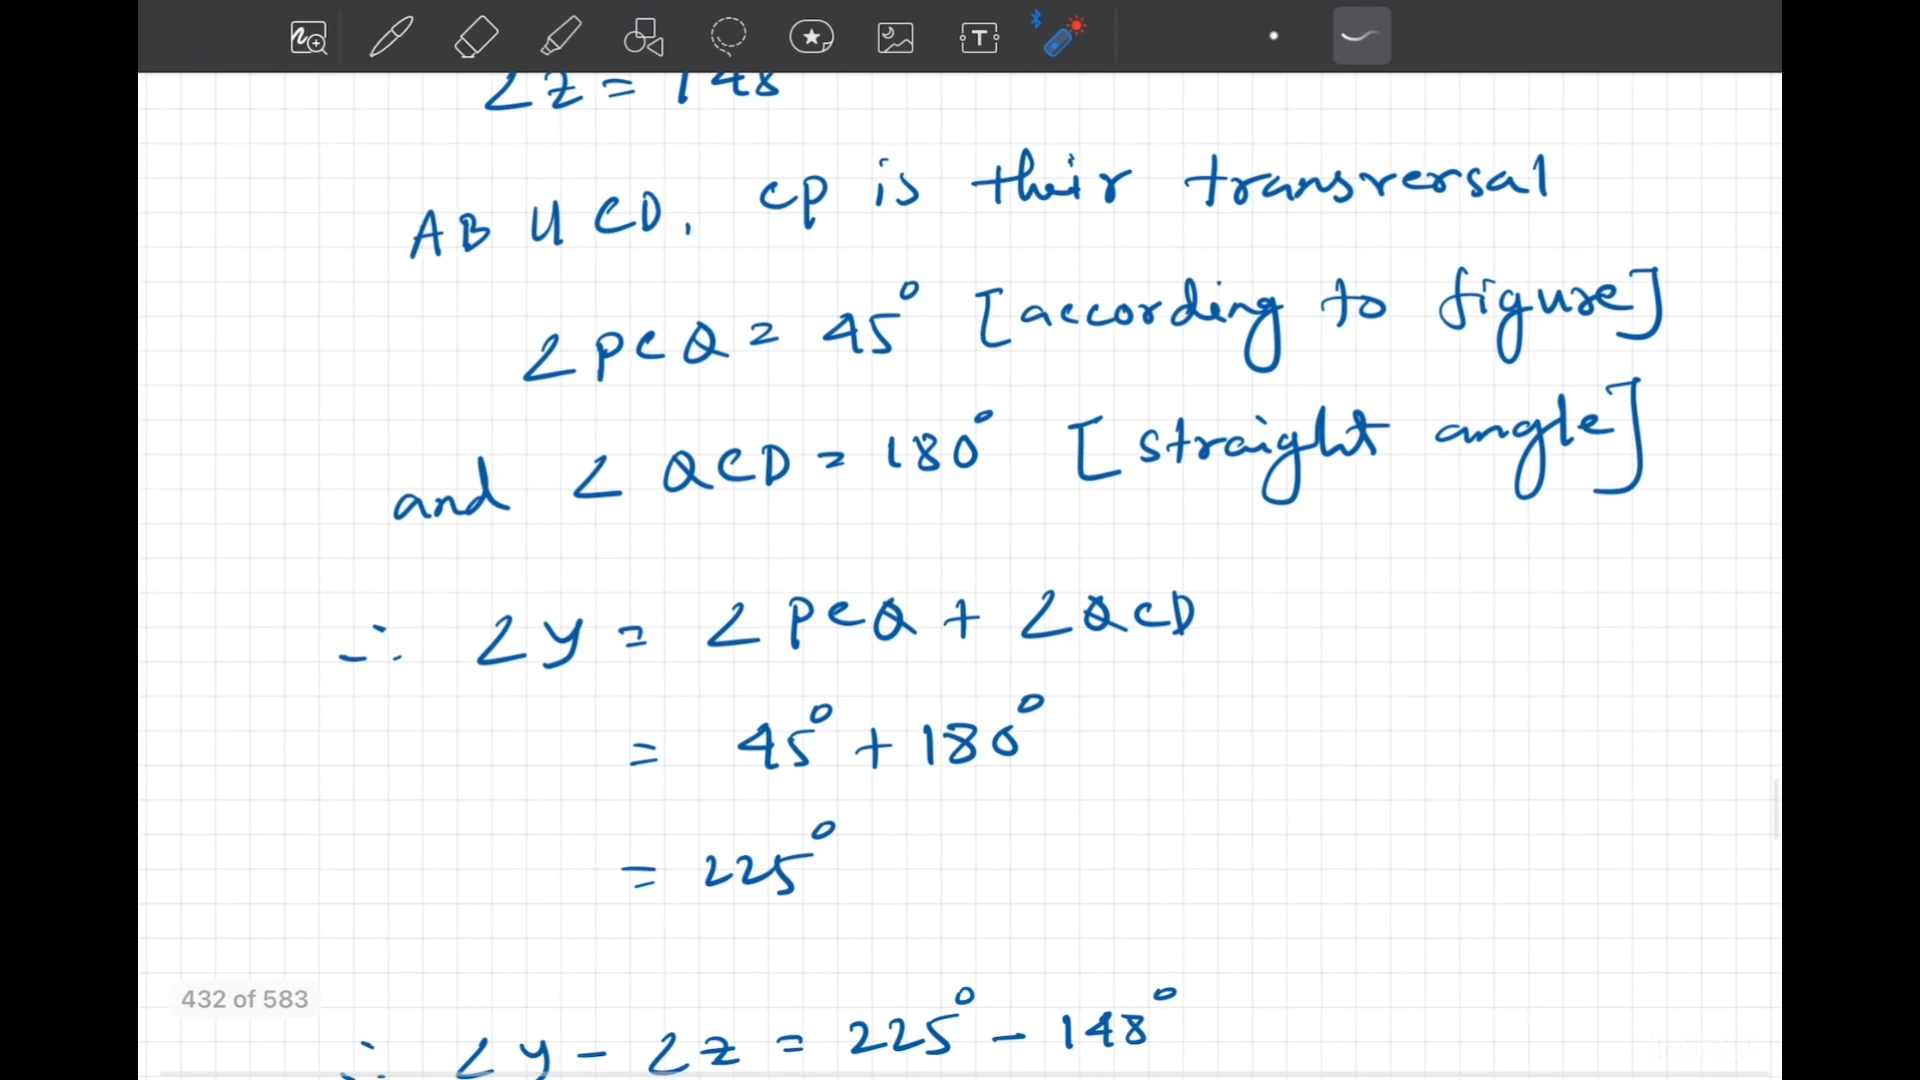 ∠z = 148
AB || CD, CP is their transversal
∠PCQ = 45° [according to figure]
and ∠QCD = 180° [straight angle]
∴ ∠y = ∠PCQ + ∠QCD
= 45° + 180°
= 225°
432 of 583
∴ ∠y - ∠z = 225° - 148°